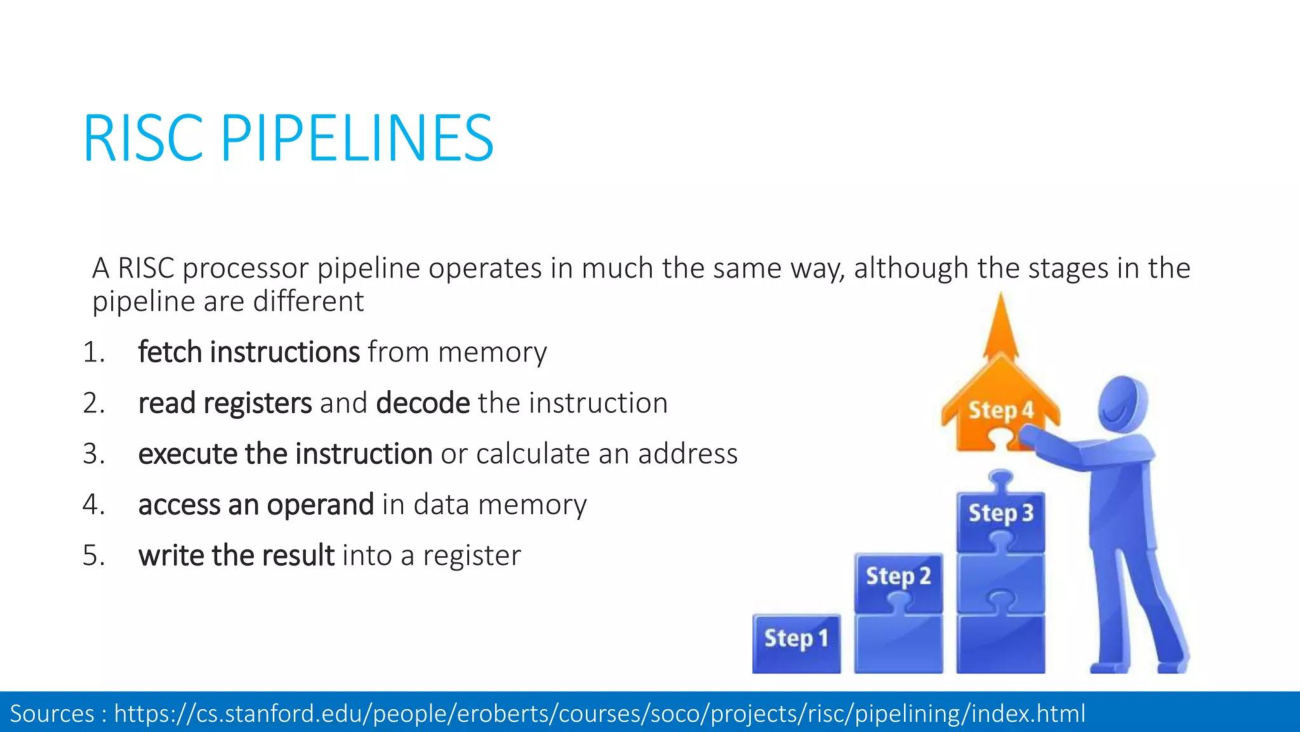 RISC PIPELINES
A RISC processor pipeline operates in much the same way, although the stages in the
pipeline are different
1. fetch instructions from memory
2. read registers and decode the instruction
3. execute the instruction or calculate an address
4. access an operand in data memory
5. write the result into a register
Step 4
Step 3
Step 2
Step 1
Sources : https://cs.stanford.edu/people/eroberts/courses/soco/projects/risc/pipelining/index.html